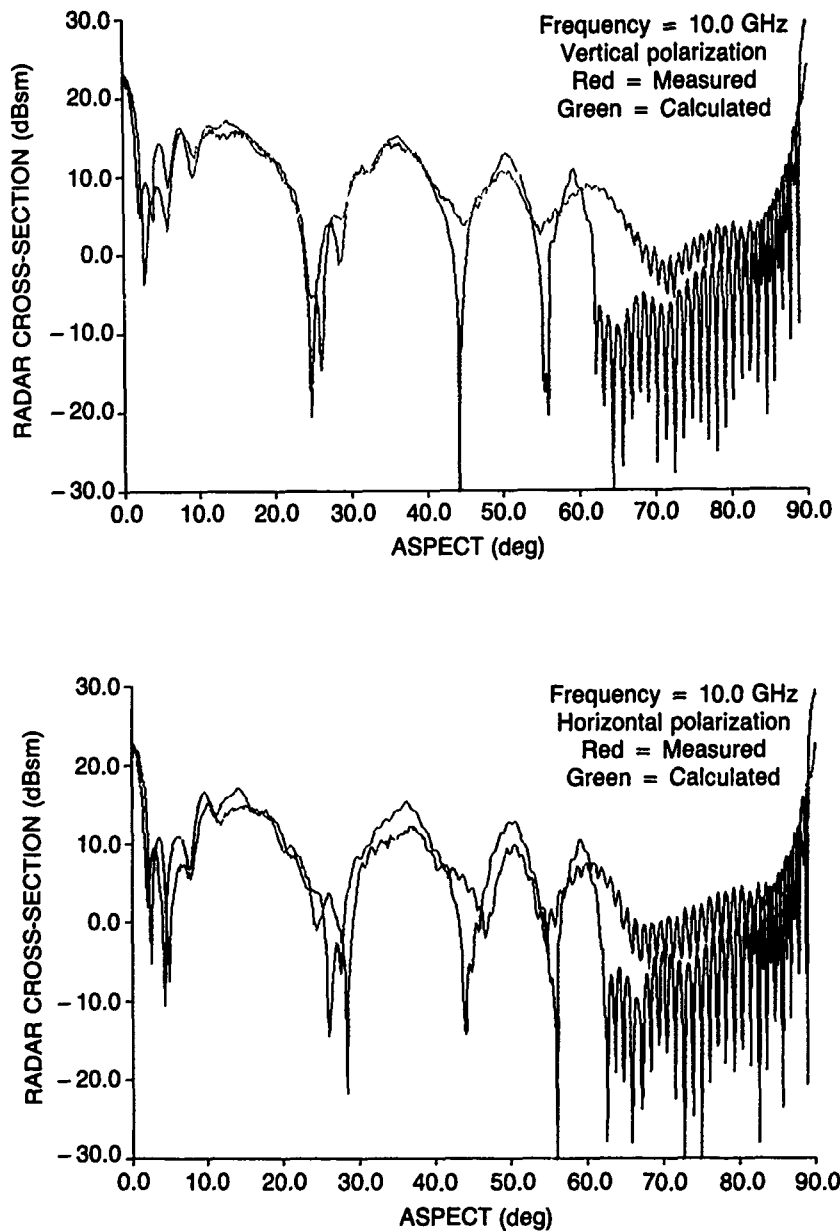 30.0
20.0
10.0
0.0
−10.0
−20.0
−30.0
RADAR CROSS-SECTION (dBsm)
Frequency = 10.0 GHz
Vertical polarization
Red = Measured
Green = Calculated
0.0 10.0 20.0 30.0 40.0 50.0 60.0 70.0 80.0 90.0
ASPECT (deg)
30.0
20.0
10.0
0.0
−10.0
−20.0
−30.0
RADAR CROSS-SECTION (dBsm)
Frequency = 10.0 GHz
Horizontal polarization
Red = Measured
Green = Calculated
0.0 10.0 20.0 30.0 40.0 50.0 60.0 70.0 80.0 90.0
ASPECT (deg)